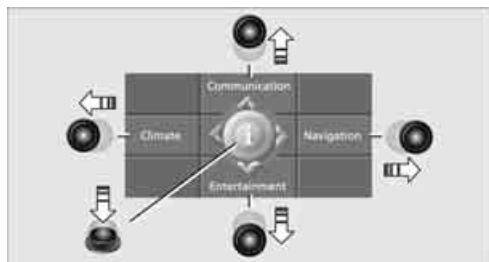 Communication
Climate
i
Navigation
Entertainment